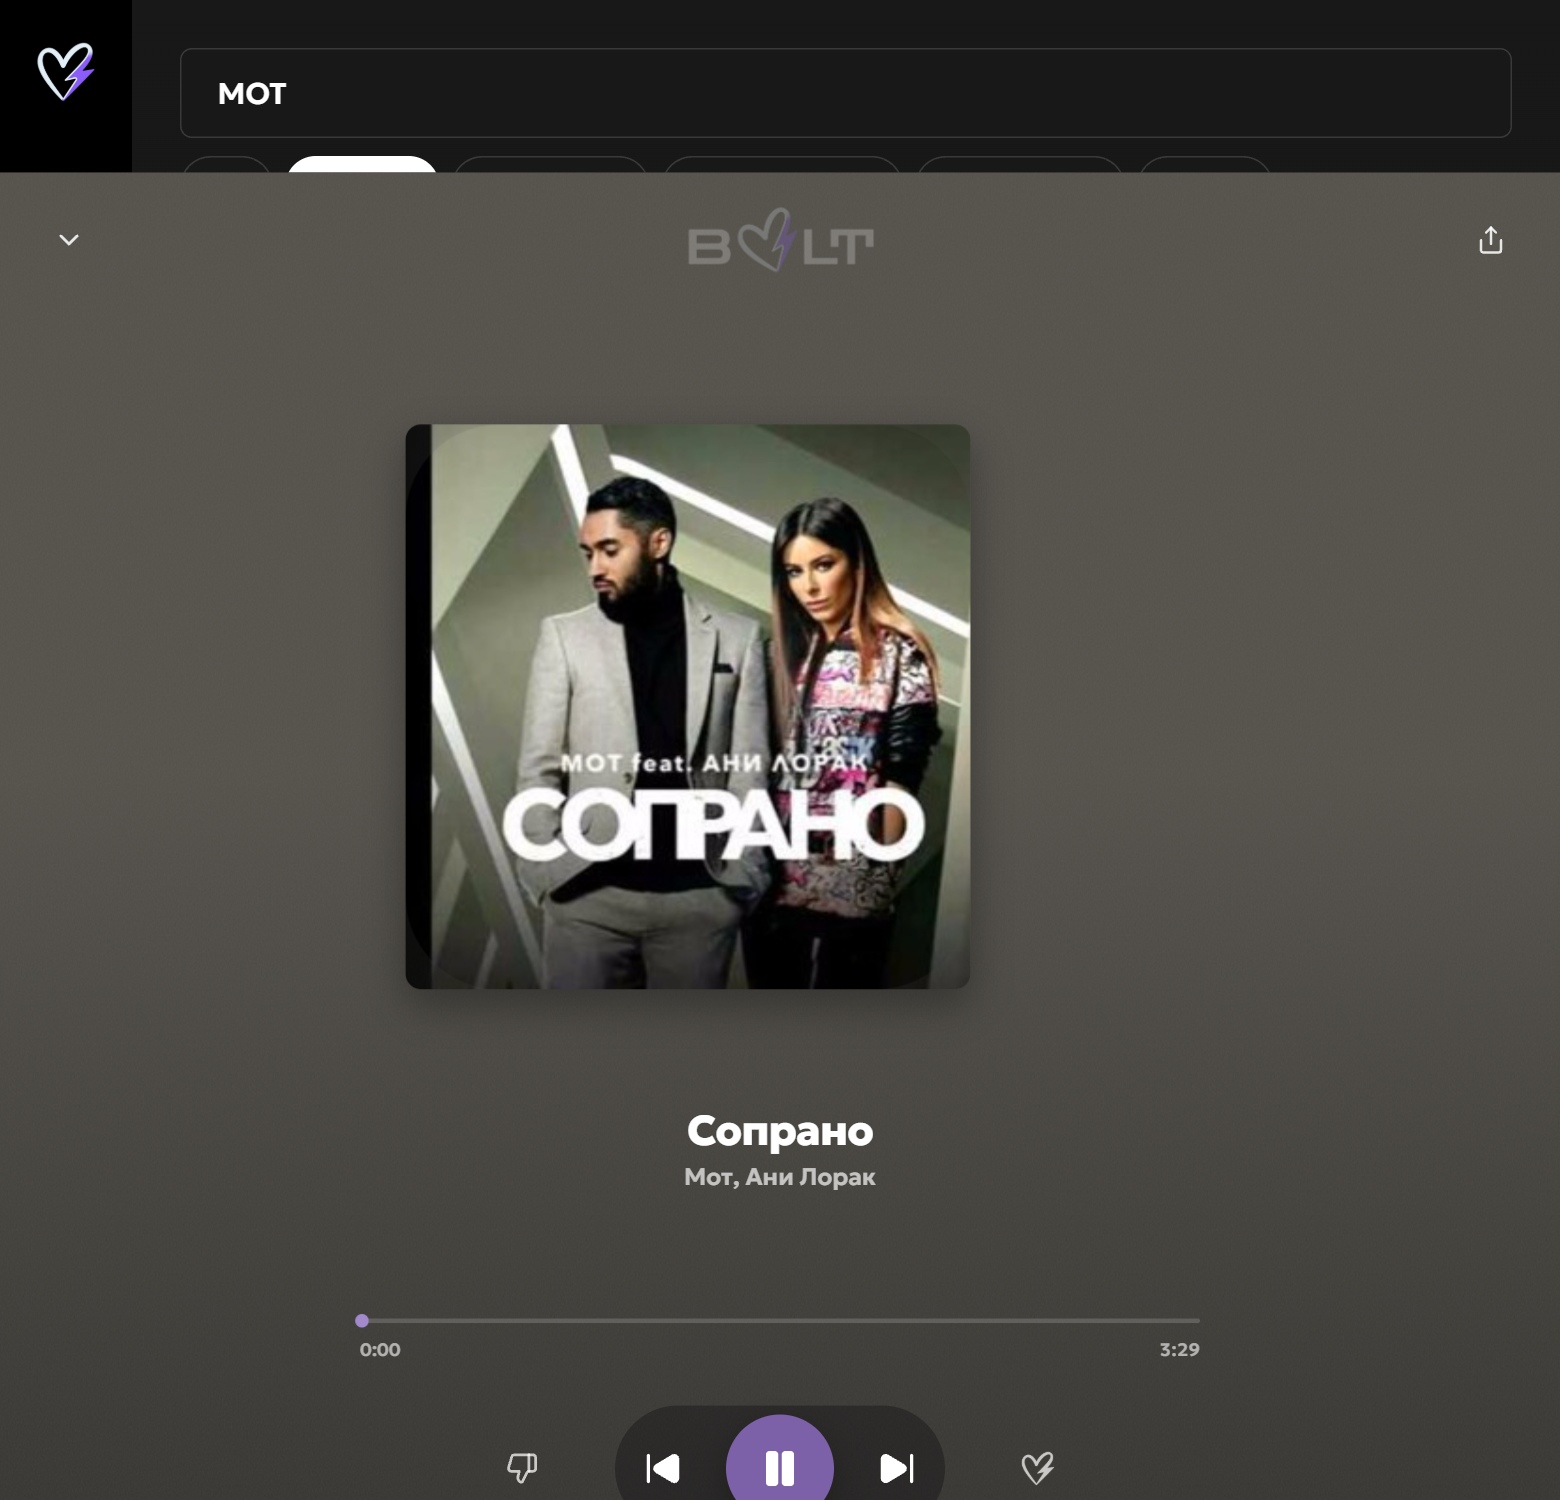 МОТ
BOLT
МОТ feat. АНИ ЛОРАК
СОПРАНО
Сопрано
Мот, Ани Лорак
0:00
3:29